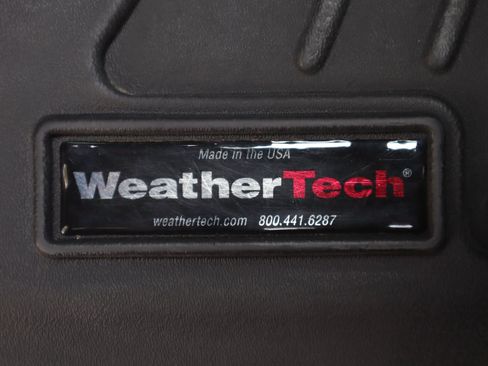 Made in the USA
WeatherTech®
weathertech.com 800.441.6287